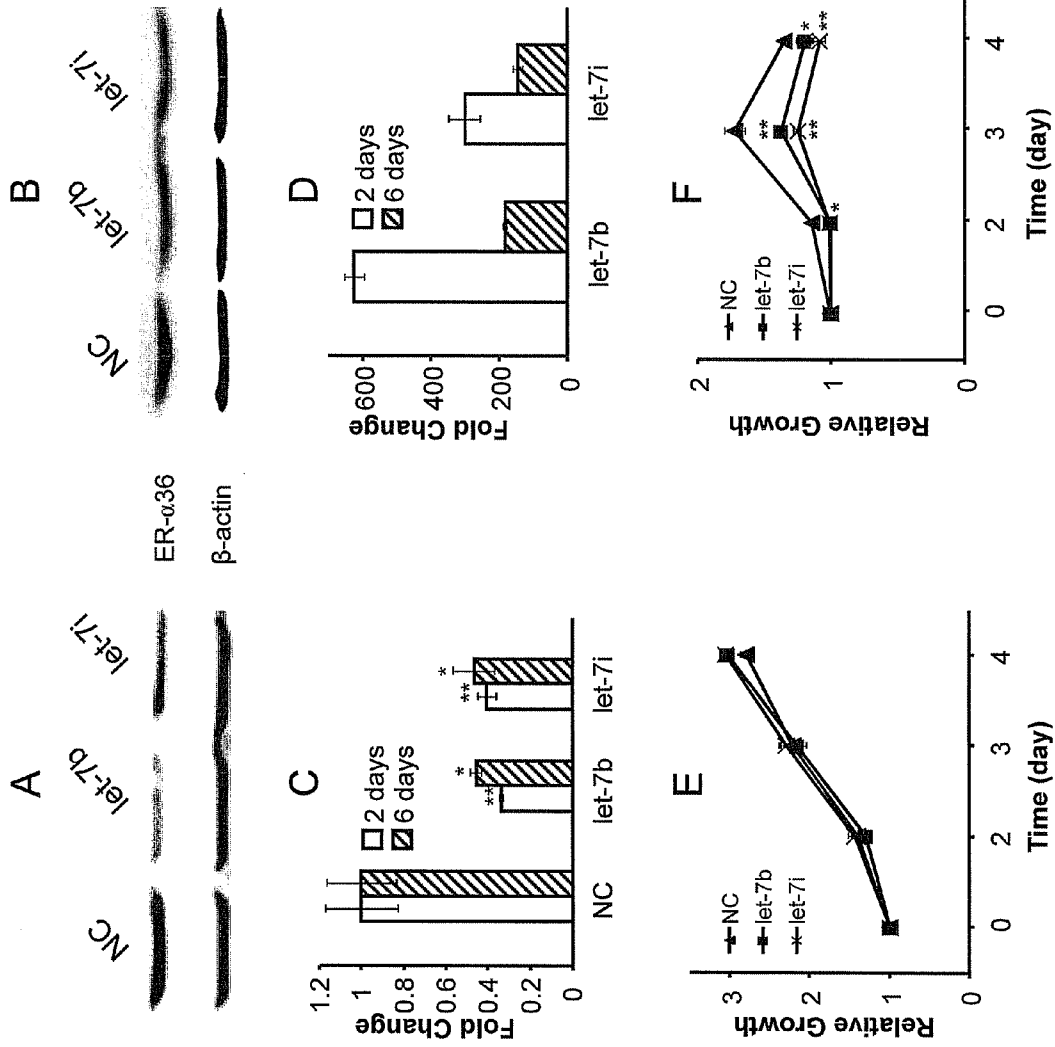 A
B
NC
let-7b
let-7i
ER-α36
β-actin
NC
let-7b
let-7i
C
Fold Change
1.2
1
0.8
0.6
0.4
0.2
0
2 days
6 days
**
*
**
*
NC
let-7b
let-7i
D
Fold Change
600
400
200
0
2 days
6 days
let-7b
let-7i
E
Relative Growth
3
2
1
0
NC
let-7b
let-7i
0
2
3
4
Time (day)
F
Relative Growth
2
1
0
NC
let-7b
let-7i
*
**
**
*
**
0
2
3
4
Time (day)